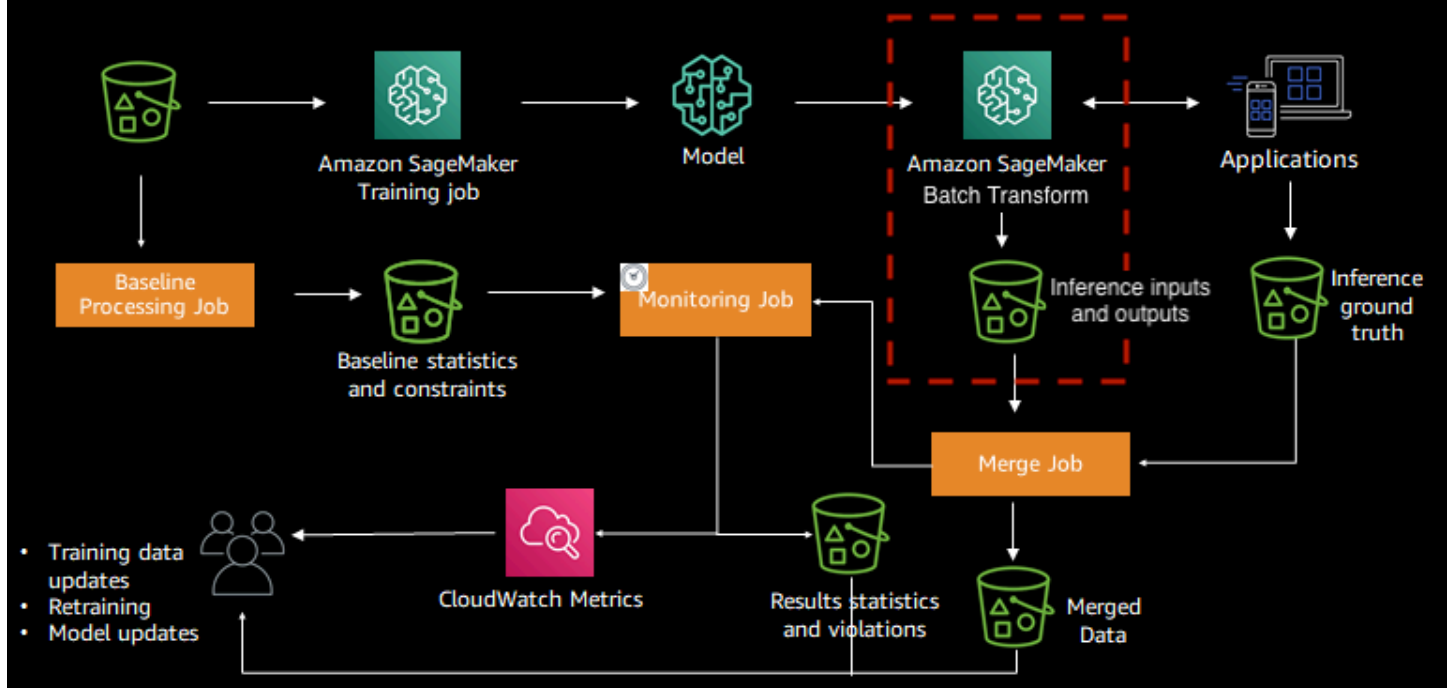 Amazon SageMaker
Training job
Model
Amazon SageMaker
Batch Transform
Applications
Baseline
Processing Job
Baseline statistics
and constraints
Monitoring Job
Inference inputs
and outputs
Inference
ground
truth
Merge Job
• Training data
updates
• Retraining
• Model updates
CloudWatch Metrics
Results statistics
and violations
Merged
Data